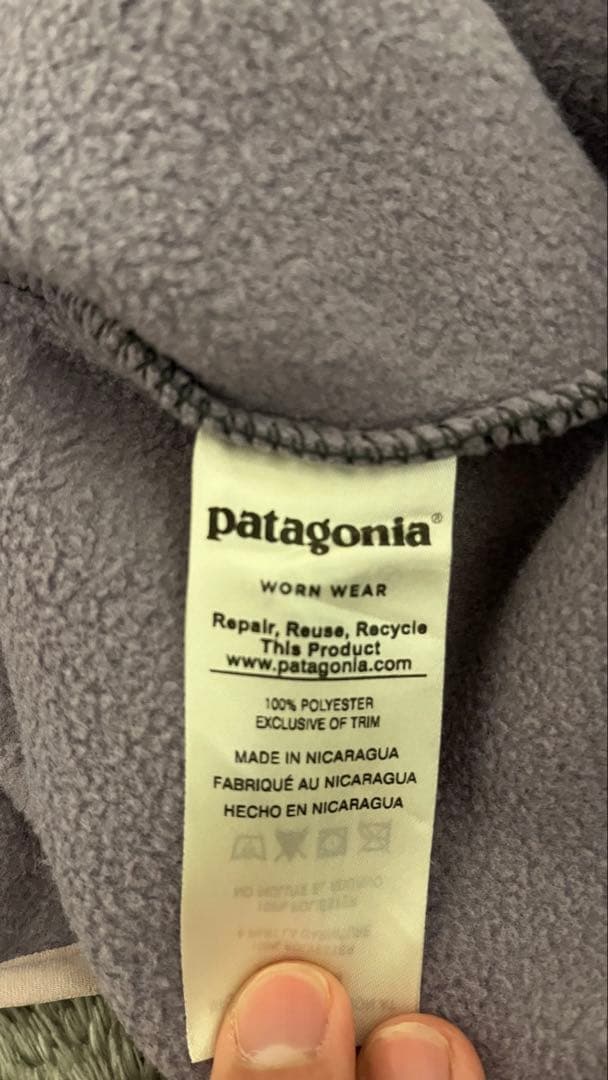 patagonia®
WORN WEAR
Repair, Reuse, Recycle
This Product
www.patagonia.com
100% POLYESTER
EXCLUSIVE OF TRIM
MADE IN NICARAGUA
FABRIQUÉ AU NICARAGUA
HECHO EN NICARAGUA